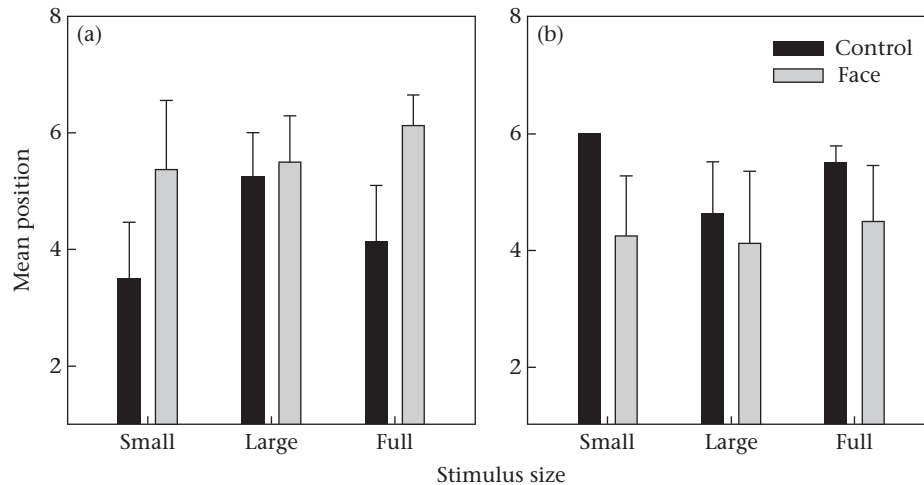 8
6
4
2
Mean position
(a)
Small
Large
Full
8
6
4
2
(b)
Control
Face
Small
Large
Full
Stimulus size